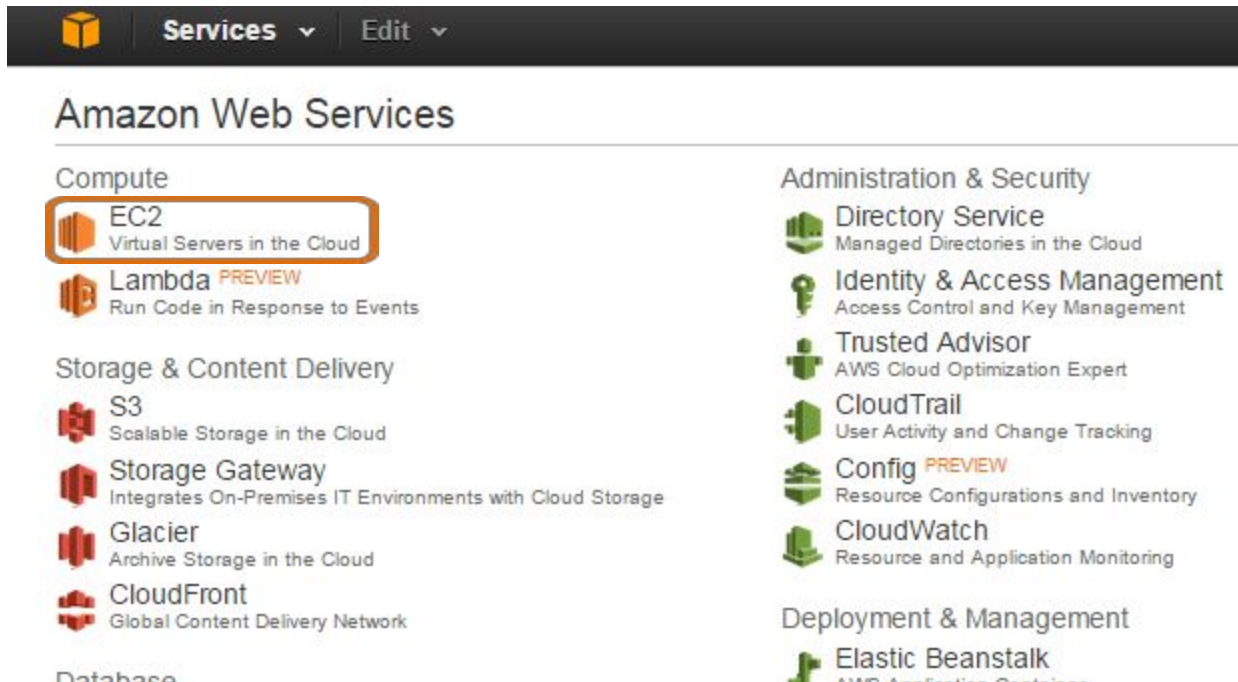 Services Edit
Amazon Web Services
Compute
EC2
Virtual Servers in the Cloud
Lambda PREVIEW
Run Code in Response to Events
Storage & Content Delivery
S3
Scalable Storage in the Cloud
Storage Gateway
Integrates On-Premises IT Environments with Cloud Storage
Glacier
Archive Storage in the Cloud
CloudFront
Global Content Delivery Network
Database
Administration & Security
Directory Service
Managed Directories in the Cloud
Identity & Access Management
Access Control and Key Management
Trusted Advisor
AWS Cloud Optimization Expert
CloudTrail
User Activity and Change Tracking
Config PREVIEW
Resource Configurations and Inventory
CloudWatch
Resource and Application Monitoring
Deployment & Management
Elastic Beanstalk
AWS Application Container